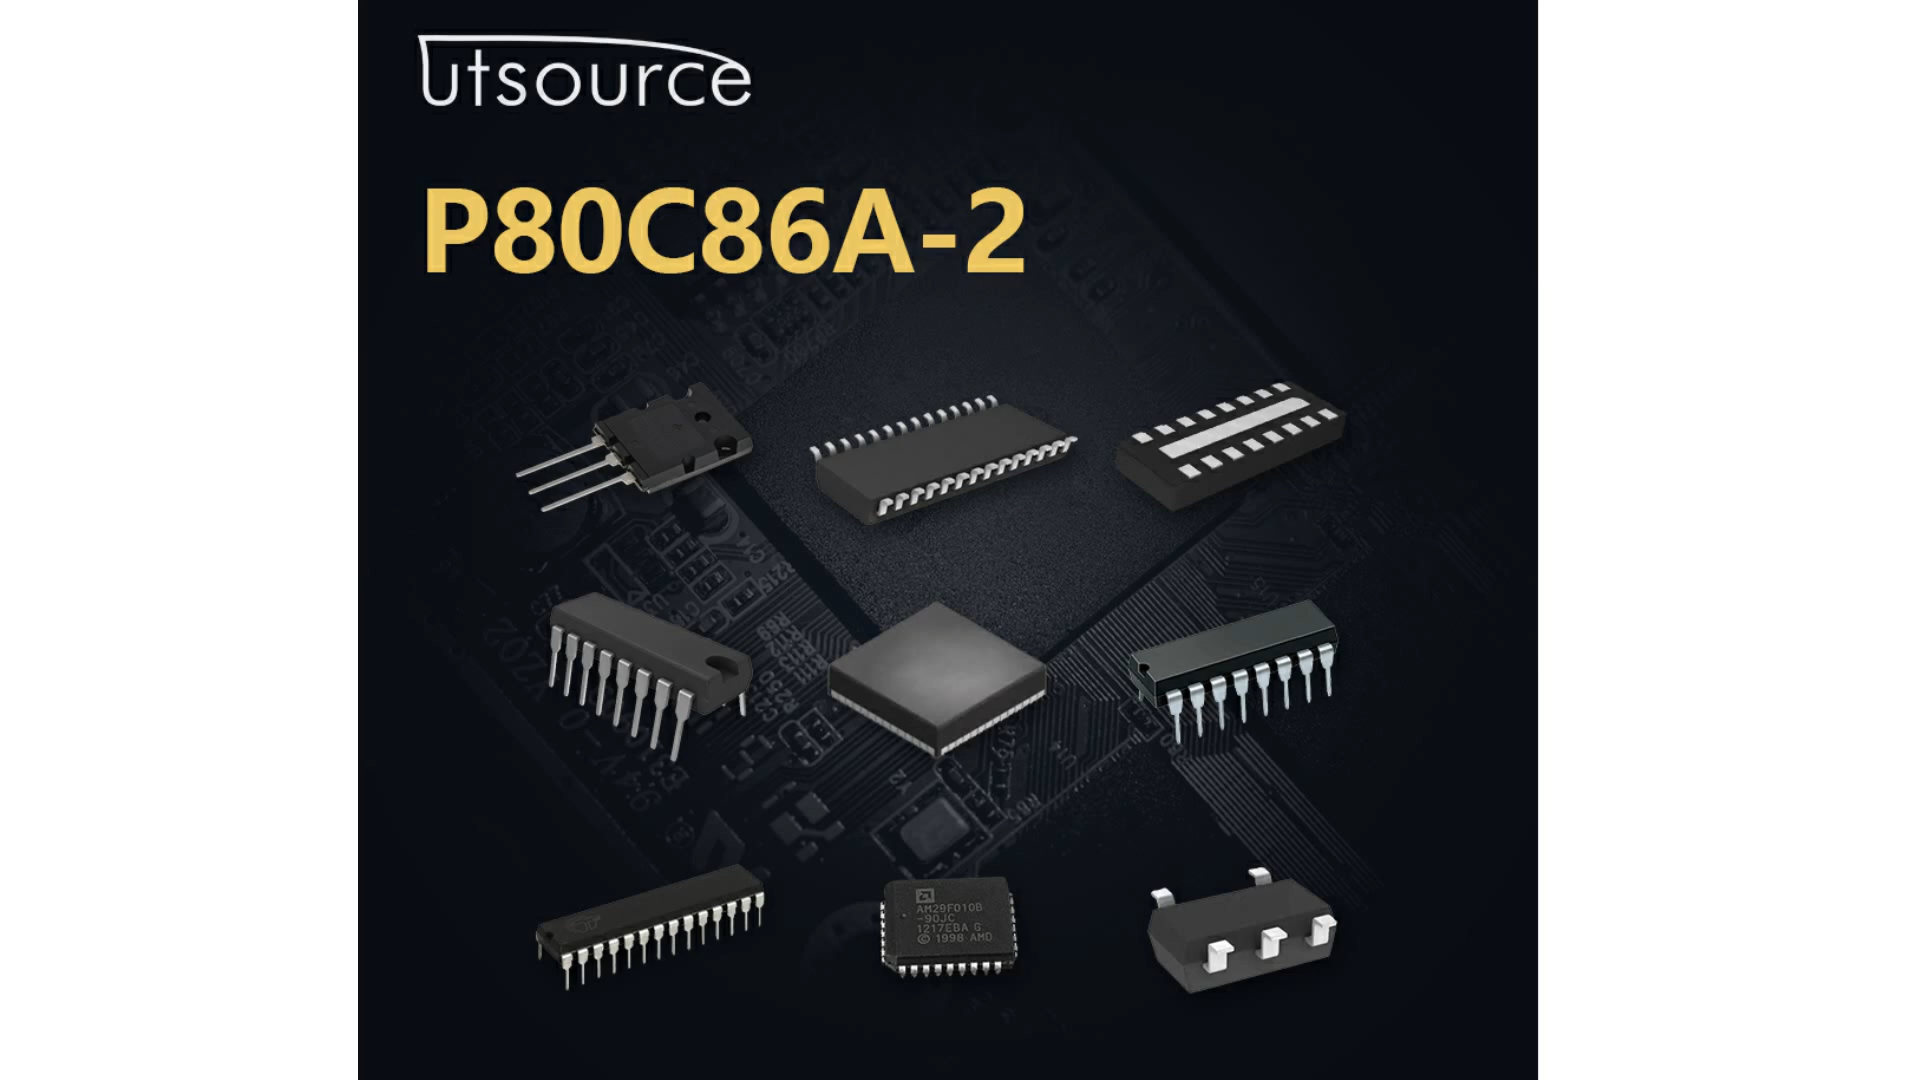 utsource
P80C86A-2
AM29F010B
-90JC
1217EBA G
© 1998 AMD